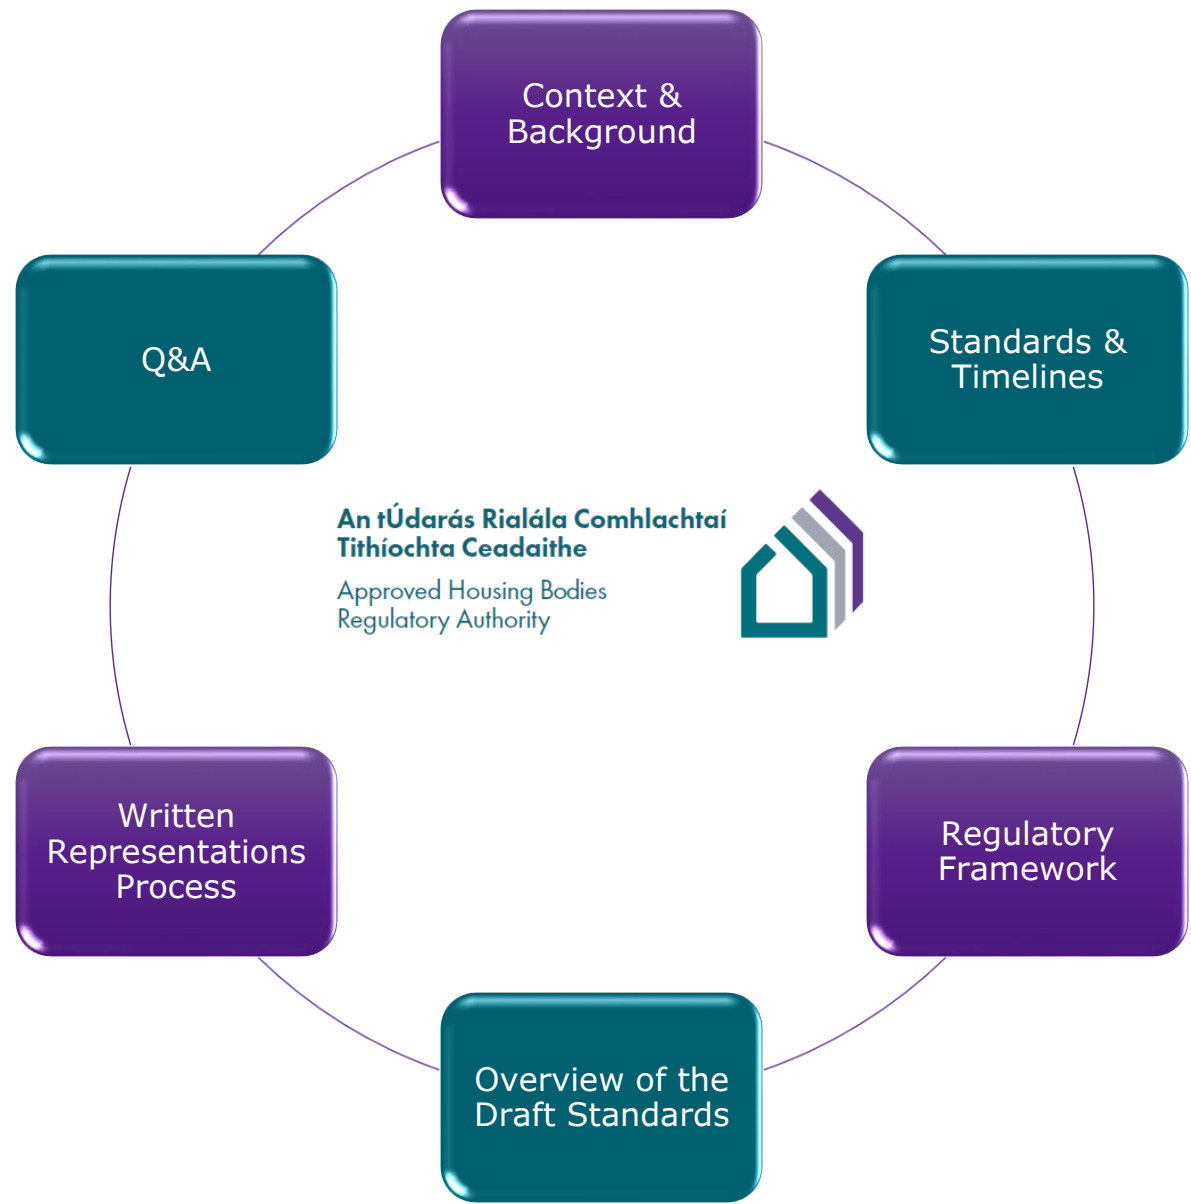 Context &
Background
Standards &
Timelines
Regulatory
Framework
Overview of the
Draft Standards
Written
Representations
Process
Q&A
An tÚdarás Rialála Comhlachtaí
Tithíochta Ceadaithe
Approved Housing Bodies
Regulatory Authority